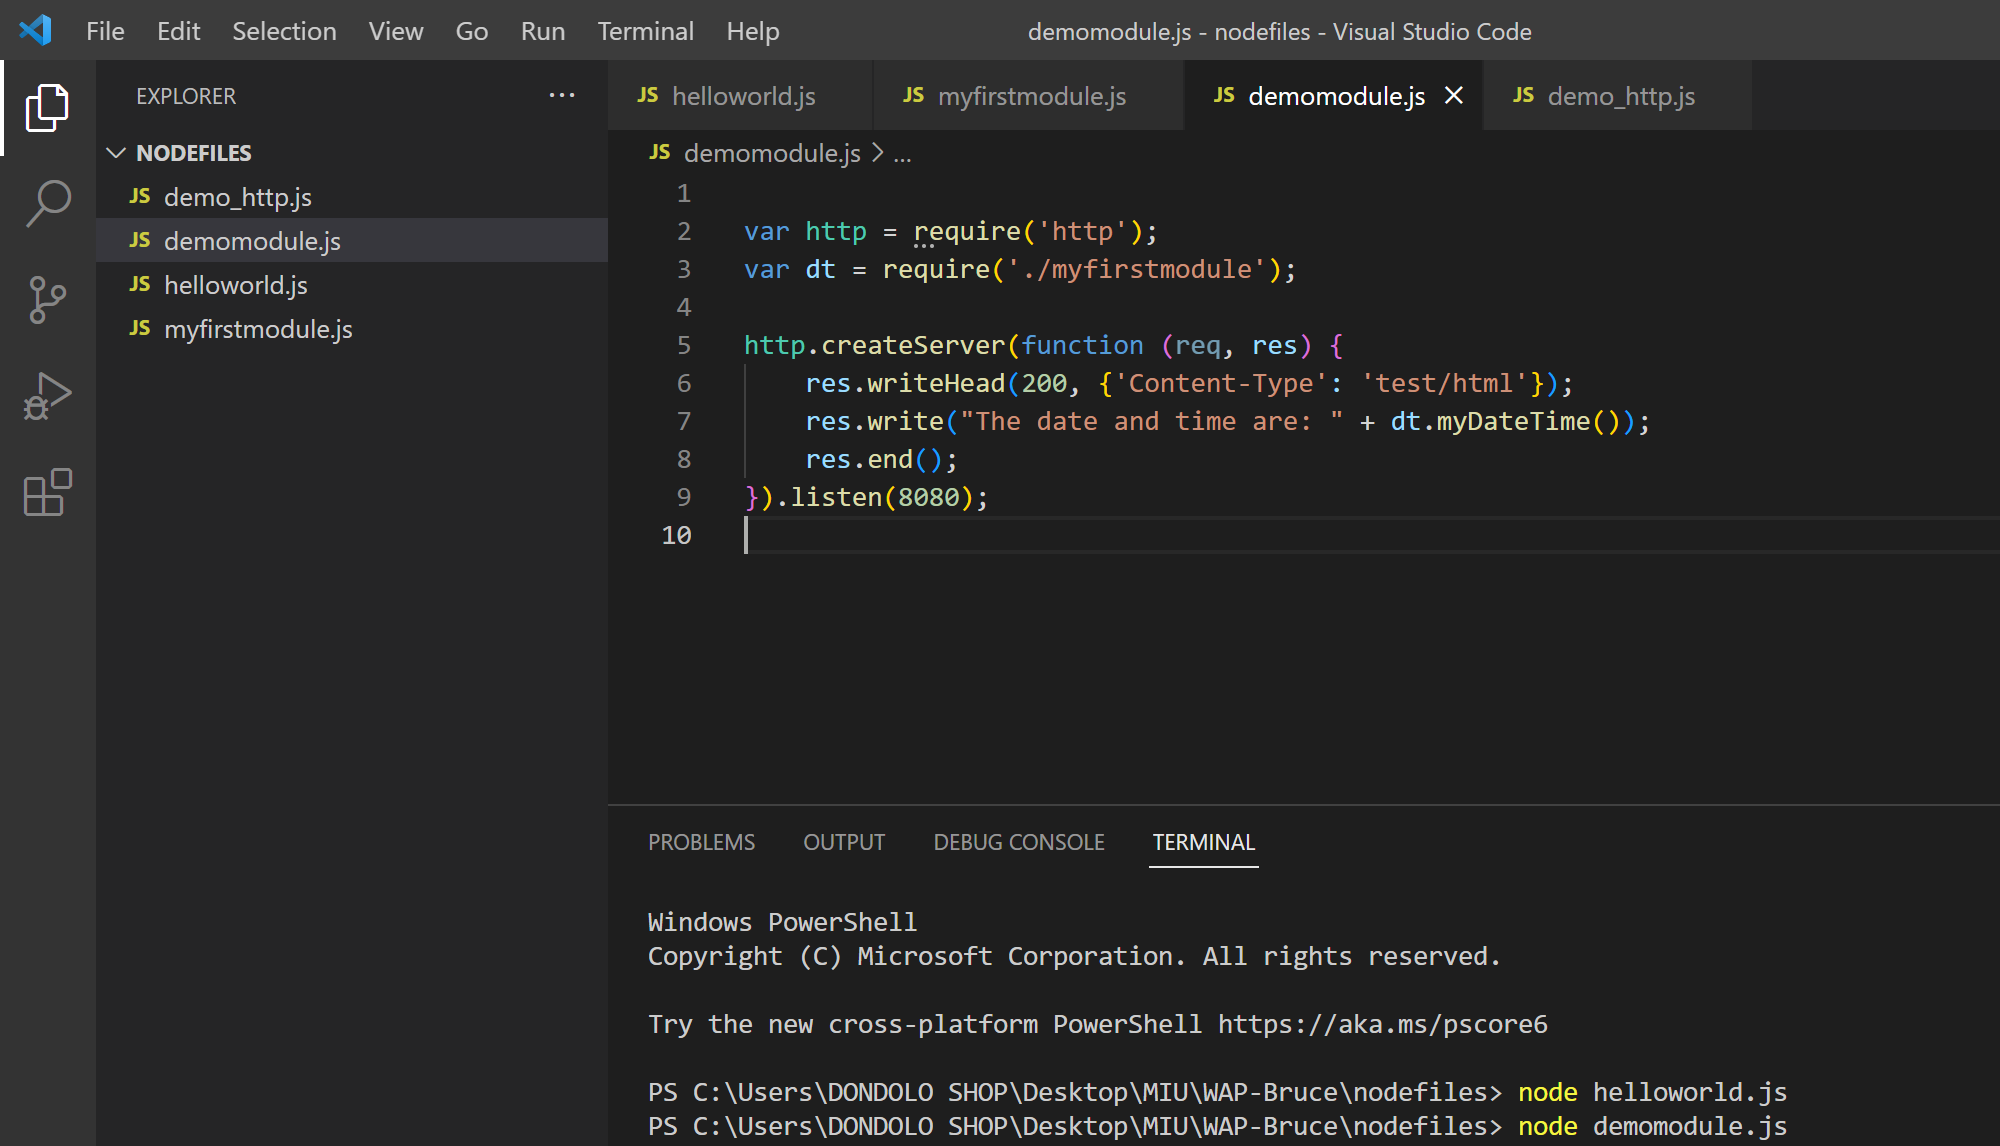 File Edit Selection View Go Run Terminal Help demomodule.js - nodefiles - Visual Studio Code
EXPLORER ...
NODEFILES
JS demo_http.js
JS demomodule.js
JS helloworld.js
JS myfirstmodule.js
JS helloworld.js JS myfirstmodule.js JS demomodule.js JS demo_http.js
JS demomodule.js > ...
1
2 var http = require('http');
3 var dt = require('./myfirstmodule');
4
5 http.createServer(function (req, res) {
6     res.writeHead(200, {'Content-Type': 'test/html'});
7     res.write("The date and time are: " + dt.myDateTime());
8     res.end();
9 }).listen(8080);
10
PROBLEMS OUTPUT DEBUG CONSOLE TERMINAL
Windows PowerShell
Copyright (C) Microsoft Corporation. All rights reserved.
Try the new cross-platform PowerShell https://aka.ms/pscore6
PS C:\Users\DONDOLO SHOP\Desktop\MIU\WAP-Bruce\nodefiles> node helloworld.js
PS C:\Users\DONDOLO SHOP\Desktop\MIU\WAP-Bruce\nodefiles> node demomodule.js